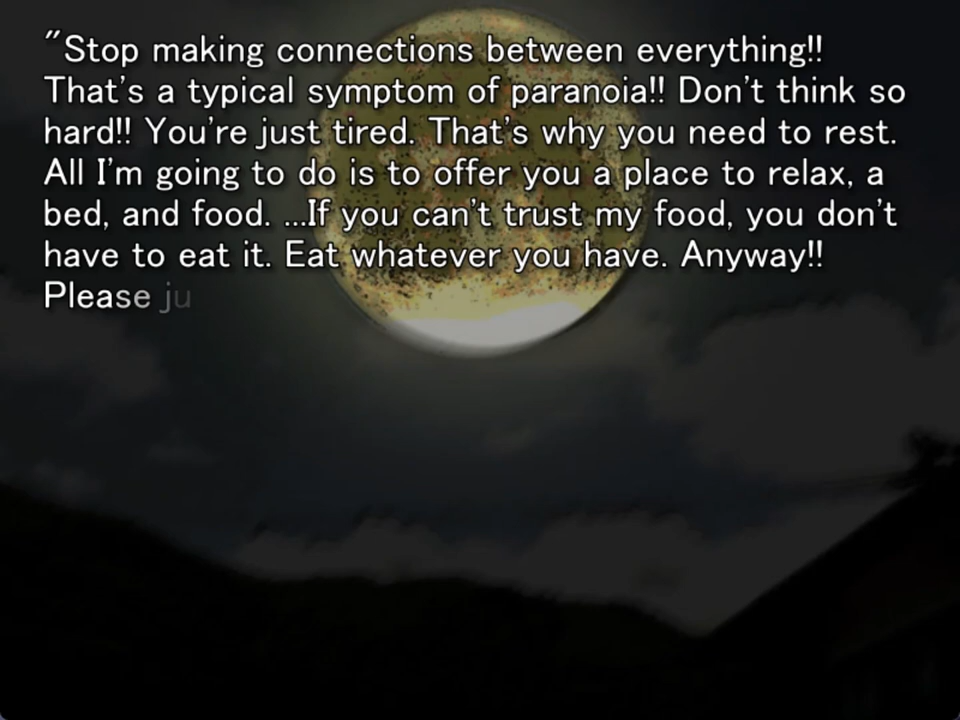 "Stop making connections between everything!!
That's a typical symptom of paranoia!! Don't think so
hard!! You're just tired. That's why you need to rest.
All I'm going to do is to offer you a place to relax, a
bed, and food. ...If you can't trust my food, you don't
have to eat it. Eat whatever you have. Anyway!!
Please ju